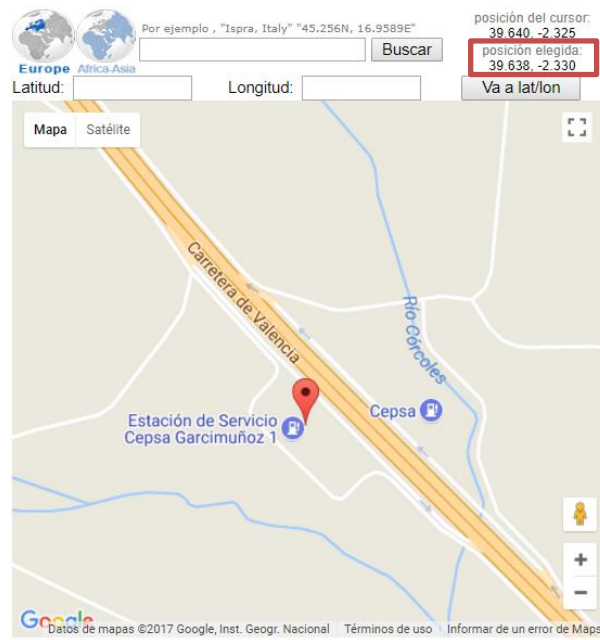 Por ejemplo , "Ispra, Italy" "45.256N, 16.9589E"
Buscar
posición del cursor:
39.640, -2.325
posición elegida:
39.638, -2.330
Europe Africa-Asia
Latitud:
Longitud:
Va a lat/lon
Mapa Satélite
Carretera de Valencia
Río Córcoles
Cepsa
Estación de Servicio
Cepsa Garcimuñoz 1
Google
Datos de mapas ©2017 Google, Inst. Geogr. Nacional Términos de uso Informar de un error de Maps